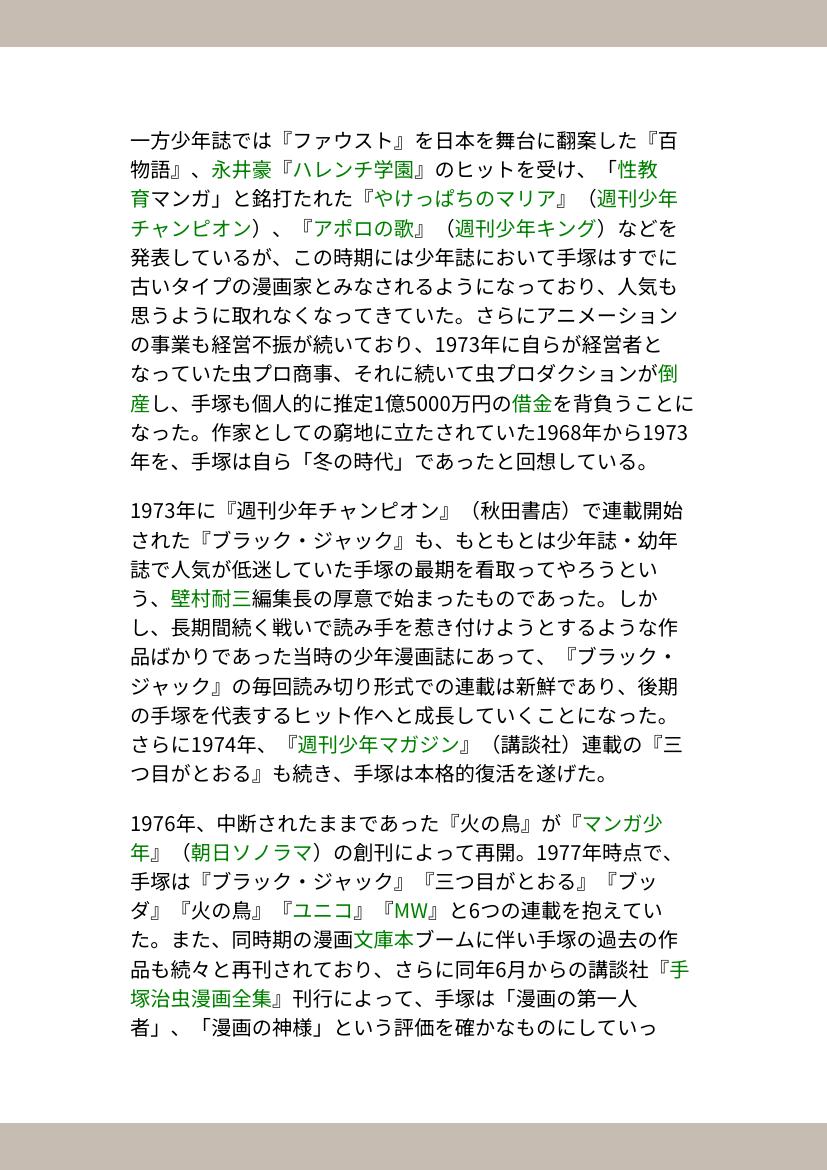 一方少年誌では『ファウスト』を日本を舞台に翻案した『百
物語』、永井豪『ハレンチ学園』のヒットを受け、「性教
育マンガ」と銘打たれた『やけっぱちのマリア』（週刊少年
チャンピオン）、『アポロの歌』（週刊少年キング）などを
発表しているが、この時期には少年誌において手塚はすでに
古いタイプの漫画家とみなされるようになっており、人気も
思うように取れなくなってきていた。さらにアニメーション
の事業も経営不振が続いており、1973年に自らが経営者と
なっていた虫プロ商事、それに続いて虫プロダクションが倒
産し、手塚も個人的に推定1億5000万円の借金を背負うことに
なった。作家としての窮地に立たされていた1968年から1973
年を、手塚は自ら「冬の時代」であったと回想している。
1973年に『週刊少年チャンピオン』（秋田書店）で連載開始
された『ブラック・ジャック』も、もともとは少年誌・幼年
誌で人気が低迷していた手塚の最期を看取ってやろうとい
う、壁村耐三編集長の厚意で始まったものであった。しか
し、長期間続く戦いで読み手を惹き付けようとするような作
品ばかりであった当時の少年漫画誌にあって、『ブラック・
ジャック』の毎回読み切り形式での連載は新鮮であり、後期
の手塚を代表するヒット作へと成長していくことになった。
さらに1974年、『週刊少年マガジン』（講談社）連載の『三
つ目がとおる』も続き、手塚は本格的復活を遂げた。
1976年、中断されたままであった『火の鳥』が『マンガ少
年』（朝日ソノラマ）の創刊によって再開。1977年時点で、
手塚は『ブラック・ジャック』『三つ目がとおる』『ブッ
ダ』『火の鳥』『ユニコ』『MW』と6つの連載を抱えてい
た。また、同時期の漫画文庫本ブームに伴い手塚の過去の作
品も続々と再刊されており、さらに同年6月からの講談社『手
塚治虫漫画全集』刊行によって、手塚は「漫画の第一人
者」、「漫画の神様」という評価を確かなものにしていっ